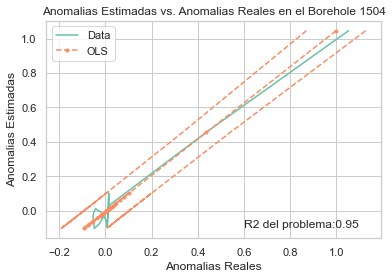 Anomalias Estimadas vs. Anomalias Reales en el Borehole 1504
Data
OLS
1.0
0.8
0.6
0.4
0.2
0.0
Anomalias Estimadas
R2 del problema:0.95
−0.2
0.0
0.2
0.4
0.6
0.8
1.0
Anomalias Reales